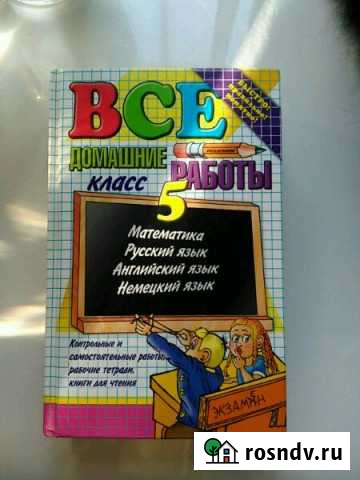 ВСЕ
ДОМАШНИЕ
РАБОТЫ
класс
5
Математика
Русский язык
Английский язык
Немецкий язык
Контрольные и
самостоятельные работы,
рабочие тетради,
книги для чтения
ЭКЗАМЕН
rosndv.ru